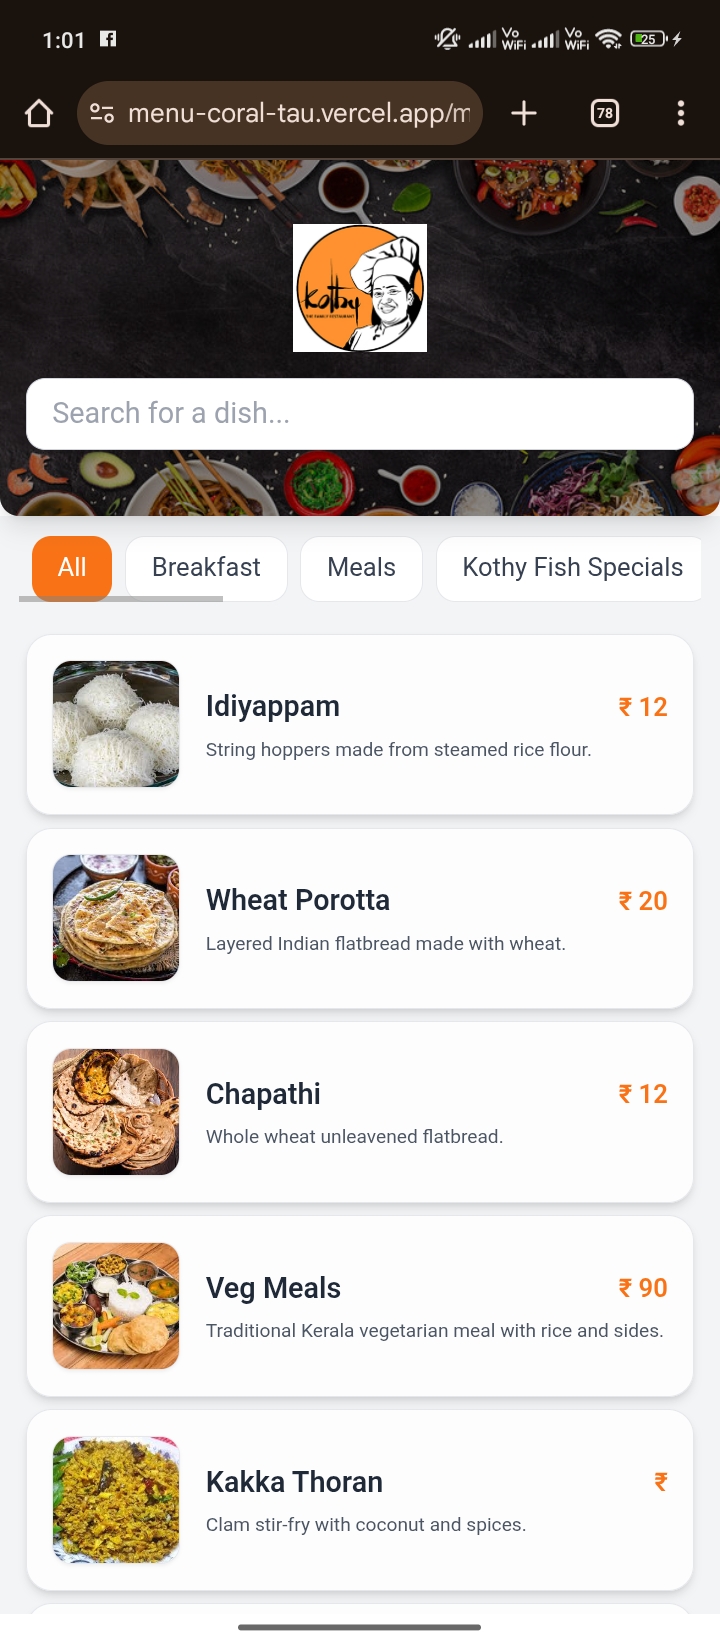 1:01
Vo WiFi Vo WiFi 25
menu-coral-tau.vercel.app/m
78
Kothy
THE FAMILY RESTAURANT
Search for a dish...
All Breakfast Meals Kothy Fish Specials
Idiyappam ₹ 12
String hoppers made from steamed rice flour.
Wheat Porotta ₹ 20
Layered Indian flatbread made with wheat.
Chapathi ₹ 12
Whole wheat unleavened flatbread.
Veg Meals ₹ 90
Traditional Kerala vegetarian meal with rice and sides.
Kakka Thoran ₹
Clam stir-fry with coconut and spices.